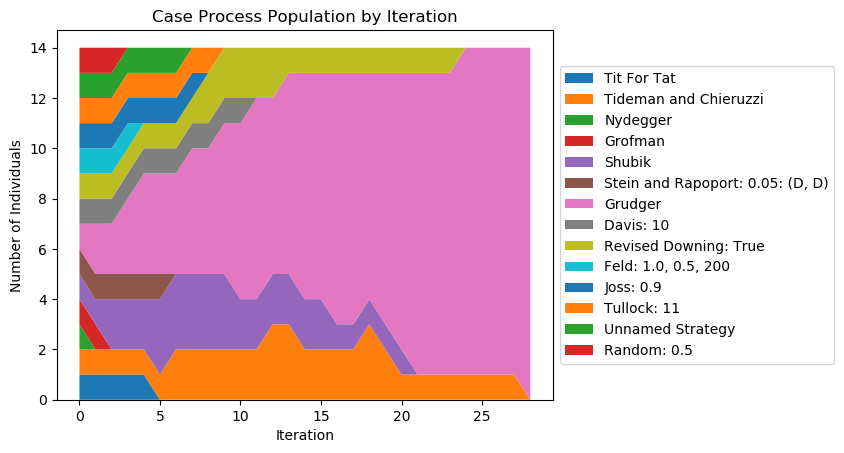 Case Process Population by Iteration
14
12
10
8
6
4
2
0
Number of Individuals
0 5 10 15 20 25
Iteration
Tit For Tat
Tideman and Chieruzzi
Nydegger
Grofman
Shubik
Stein and Rapoport: 0.05: (D, D)
Grudger
Davis: 10
Revised Downing: True
Feld: 1.0, 0.5, 200
Joss: 0.9
Tullock: 11
Unnamed Strategy
Random: 0.5